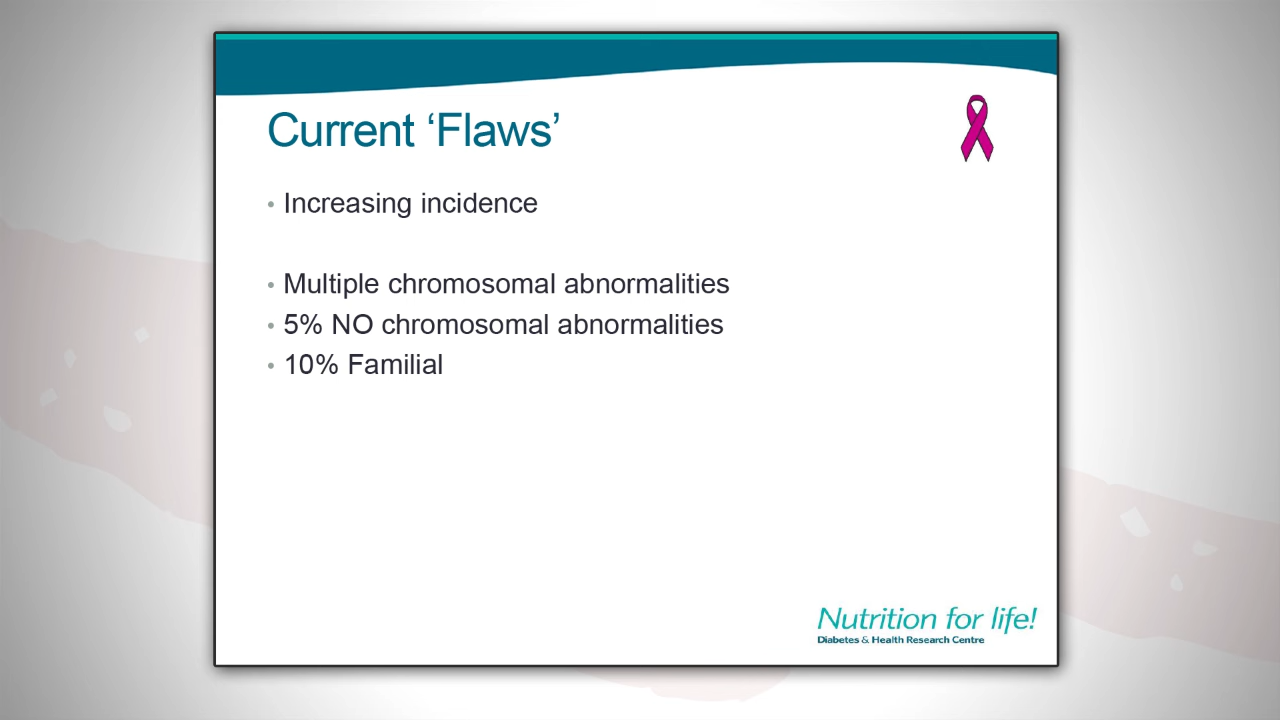 Current ‘Flaws’
• Increasing incidence
• Multiple chromosomal abnormalities
• 5% NO chromosomal abnormalities
• 10% Familial
Nutrition for life!
Diabetes & Health Research Centre